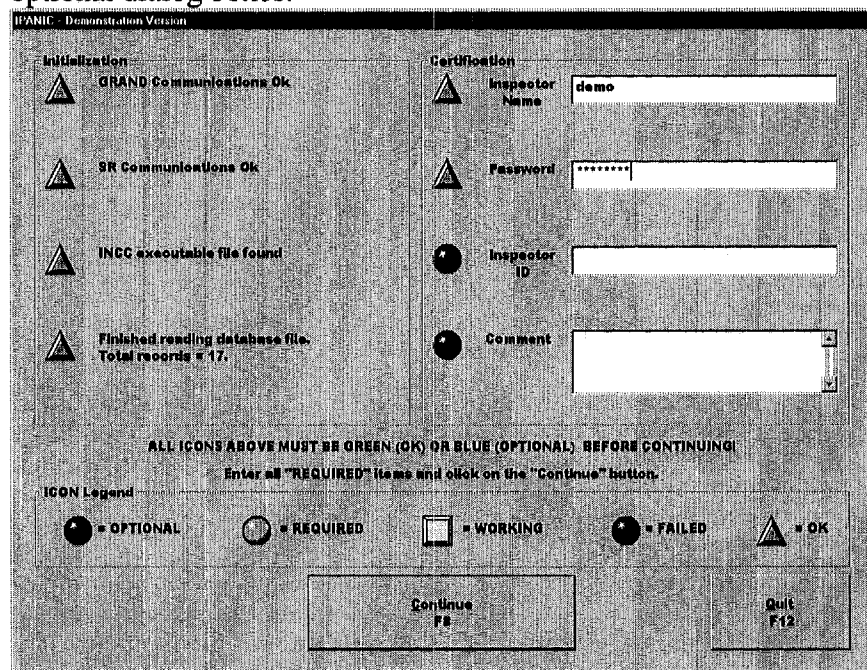 optional dialog boxes.
IPANIC - Demonstration Version
Initialization
GRAND Communications Ok
SR Communications Ok
INCC executable file found
Finished reading database file.
Total records = 17.
Certification
Inspector
Name
demo
Password
********
Inspector
ID
Comment
ALL ICONS ABOVE MUST BE GREEN (OK) OR BLUE (OPTIONAL) BEFORE CONTINUING!
Enter all "REQUIRED" items and click on the "Continue" button.
ICON Legend
= OPTIONAL
= REQUIRED
= WORKING
= FAILED
= OK
Continue
F8
Quit
F12